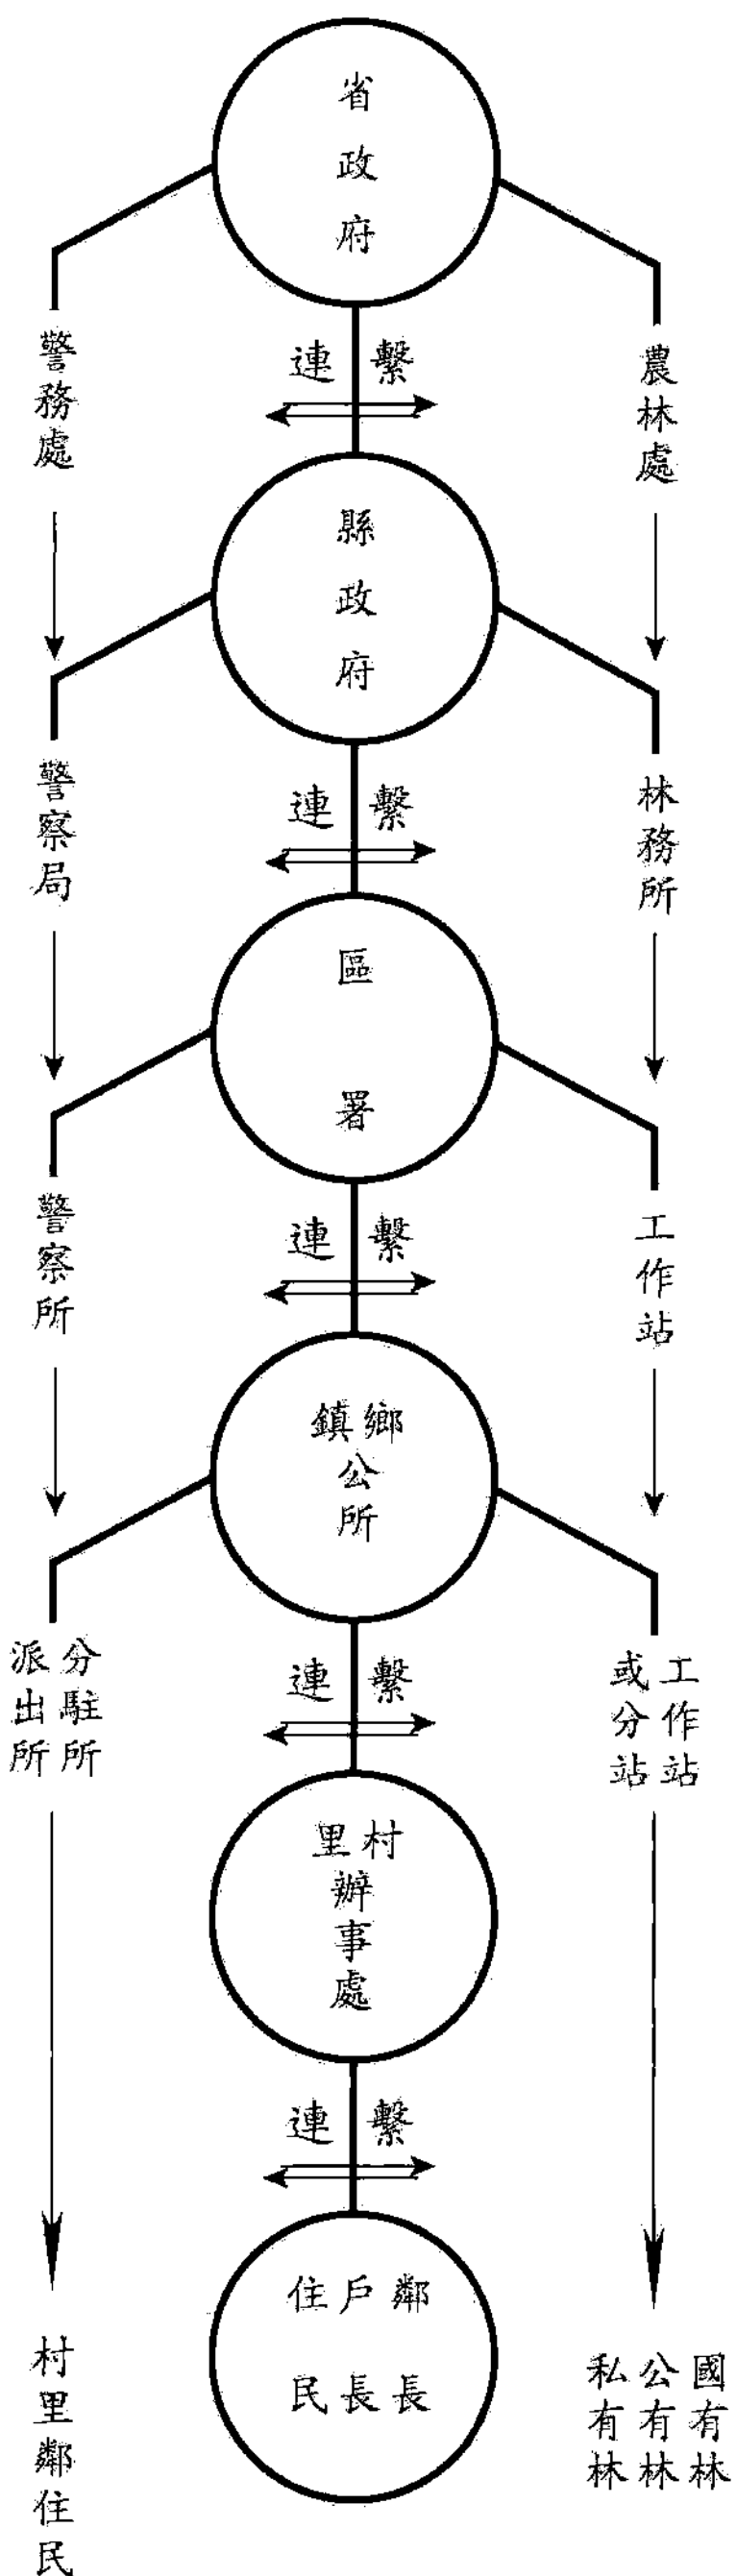 省政府
警務處
連繫
農林處
縣政府
警察局
連繫
林務所
區署
警察所
連繫
工作站
鄉鎮公所
分駐所
派出所
連繫
工作站
或分站
村里辦事處
連繫
鄰長
戶長
住民
村里鄰住民
國有林
公有林
私有林